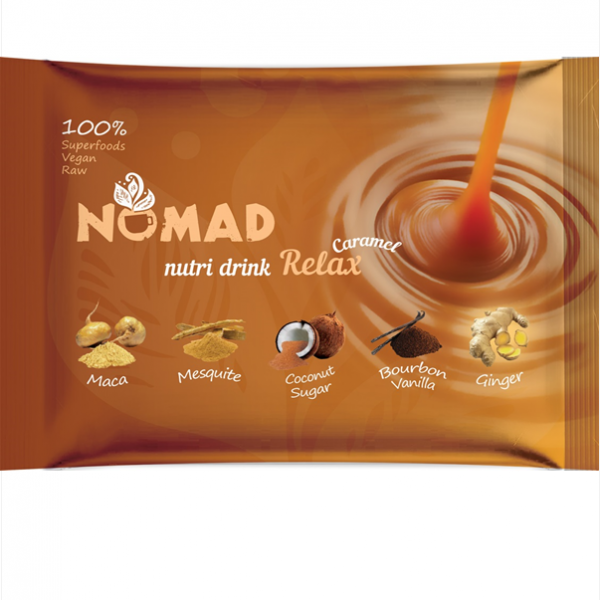 100%
Superfoods
Vegan
Raw
NOMAD
Caramel
nutri drink Relax
Maca
Mesquite
Coconut
Sugar
Bourbon
Vanilla
Ginger